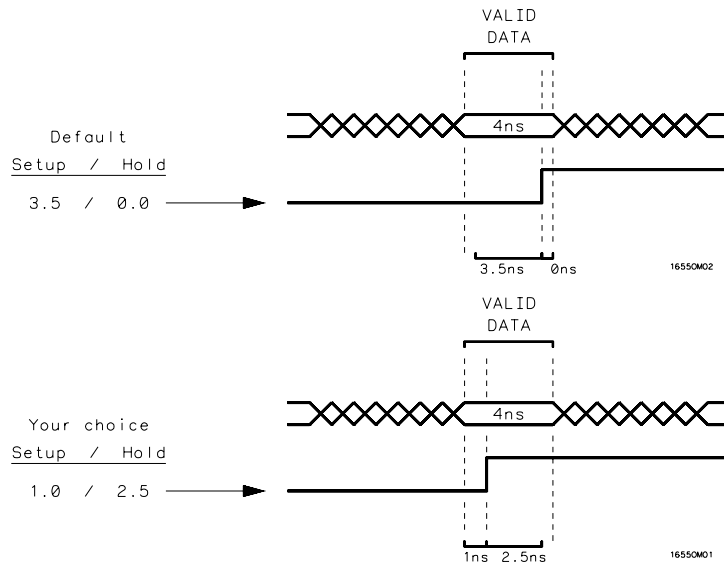 VALID
DATA
4ns
Default
Setup / Hold
3.5 / 0.0
3.5ns 0ns
16550M02
VALID
DATA
4ns
Your choice
Setup / Hold
1.0 / 2.5
1ns 2.5ns
16550M01